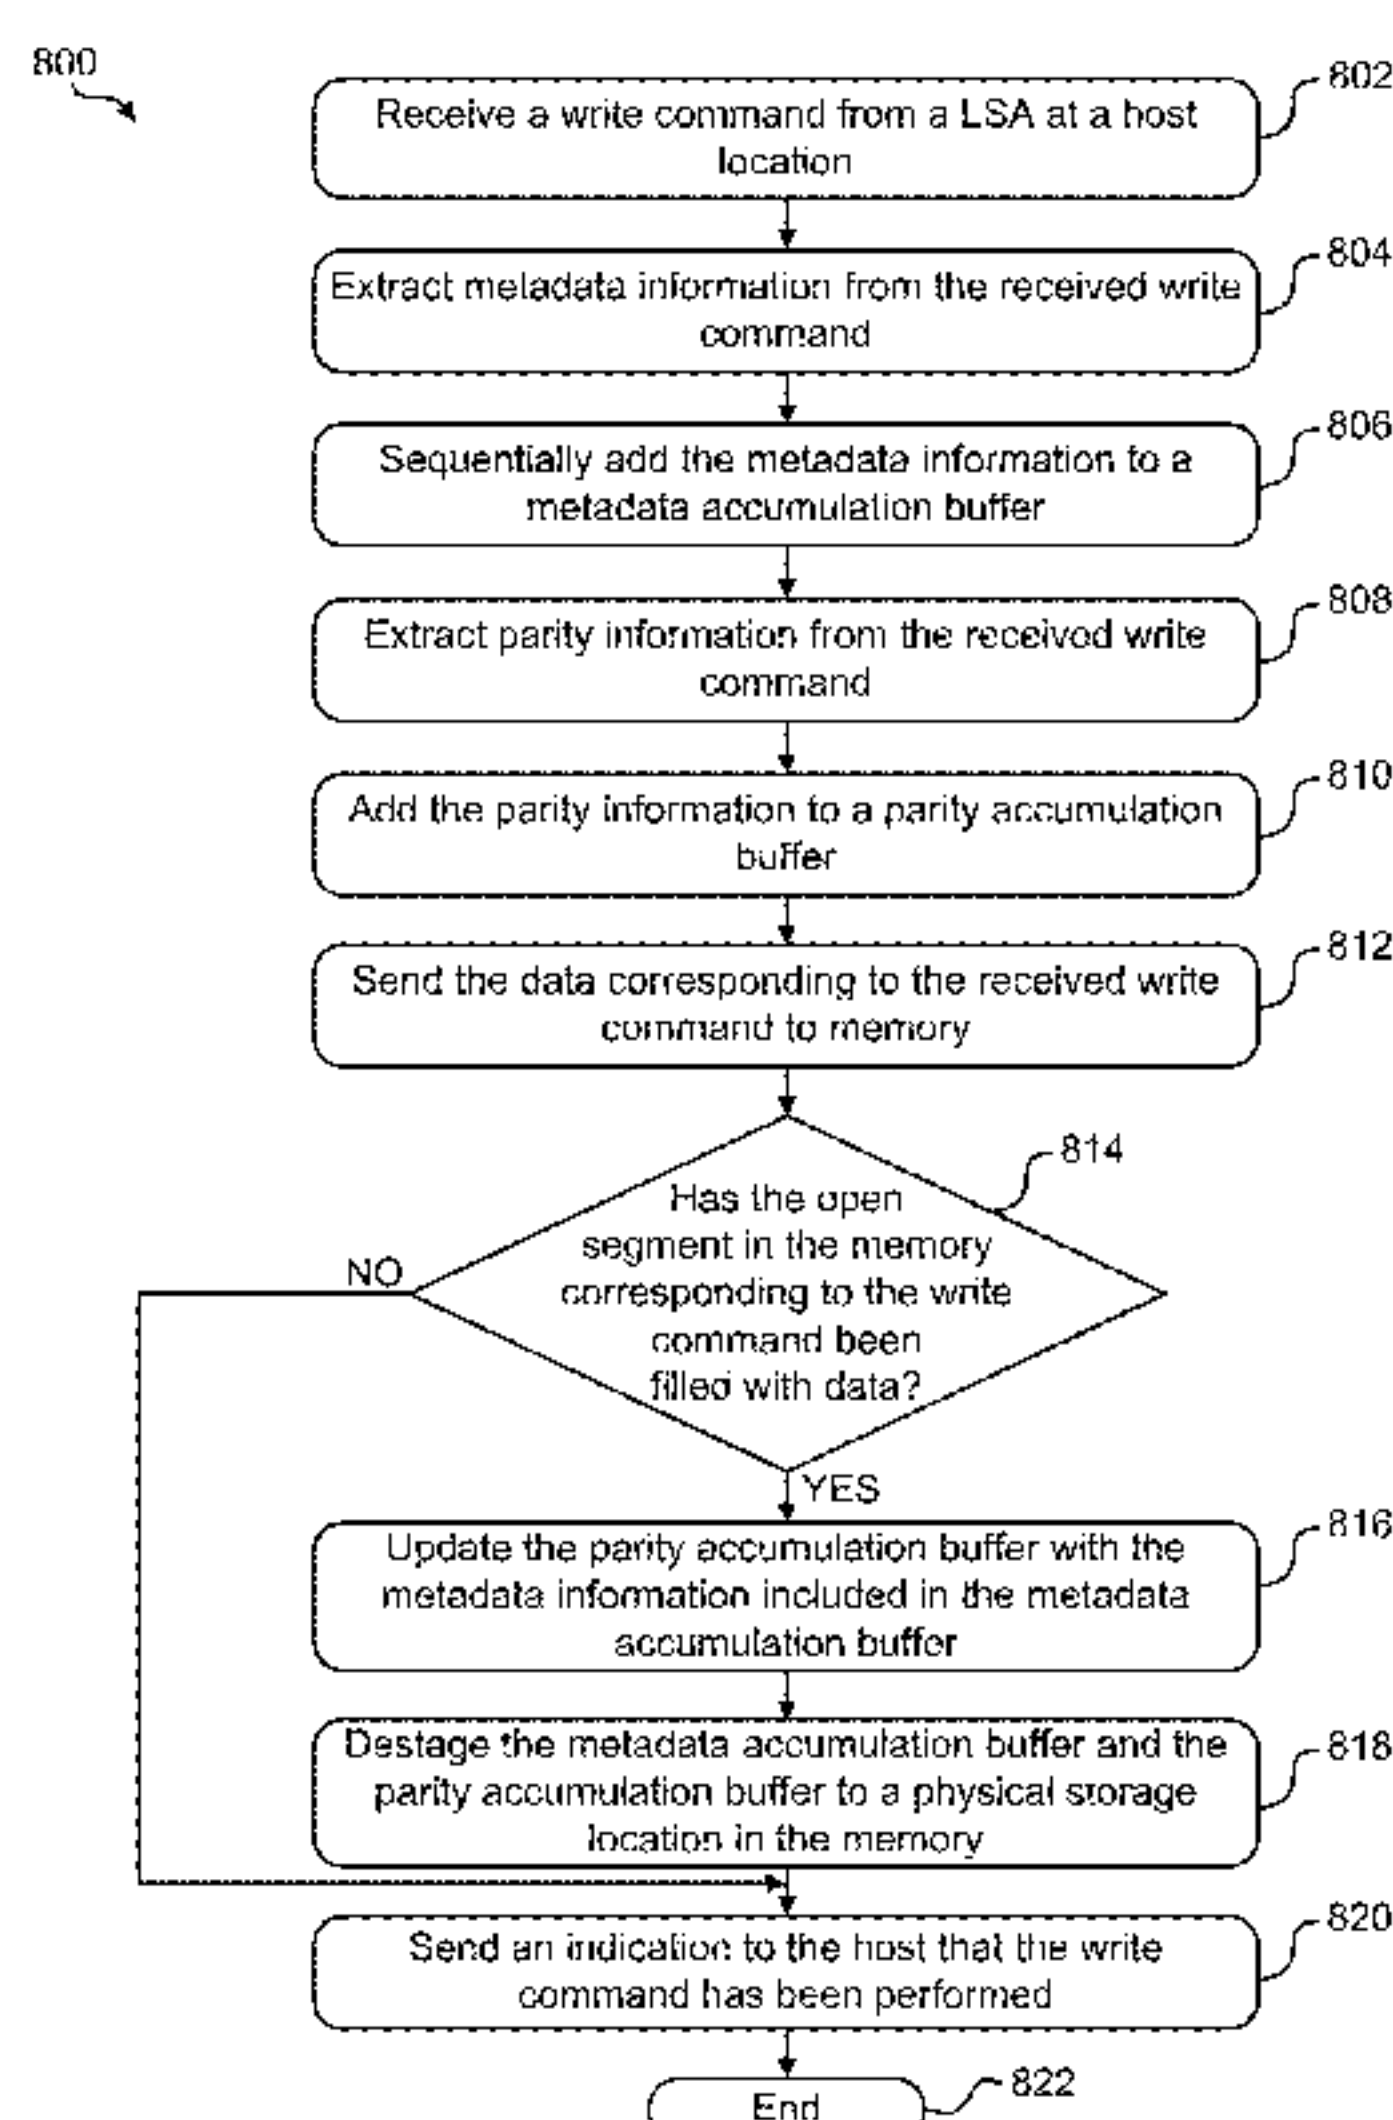 800
802
Receive a write command from a LSA at a host
location
804
Extract metadata information from the received write
command
806
Sequentially add the metadata information to a
metadata accumulation buffer
808
Extract parity information from the received write
command
810
Add the parity information to a parity accumulation
buffer
812
Send the data corresponding to the received write
command to memory
814
Has the open
segment in the memory
corresponding to the write
command been
filled with data?
NO
YES
816
Update the parity accumulation buffer with the
metadata information included in the metadata
accumulation buffer
818
Destage the metadata accumulation buffer and the
parity accumulation buffer to a physical storage
location in the memory
820
Send an indication to the host that the write
command has been performed
822
End